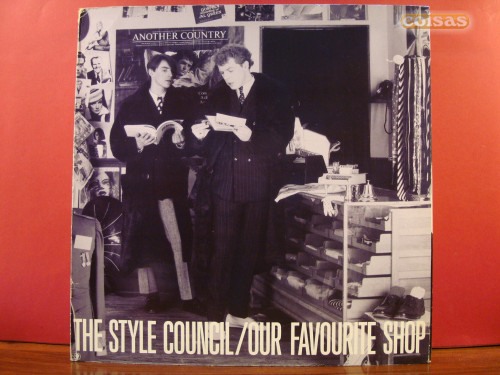 coisas
ANOTHER COUNTRY
THE STYLE COUNCIL/OUR FAVOURITE SHOP